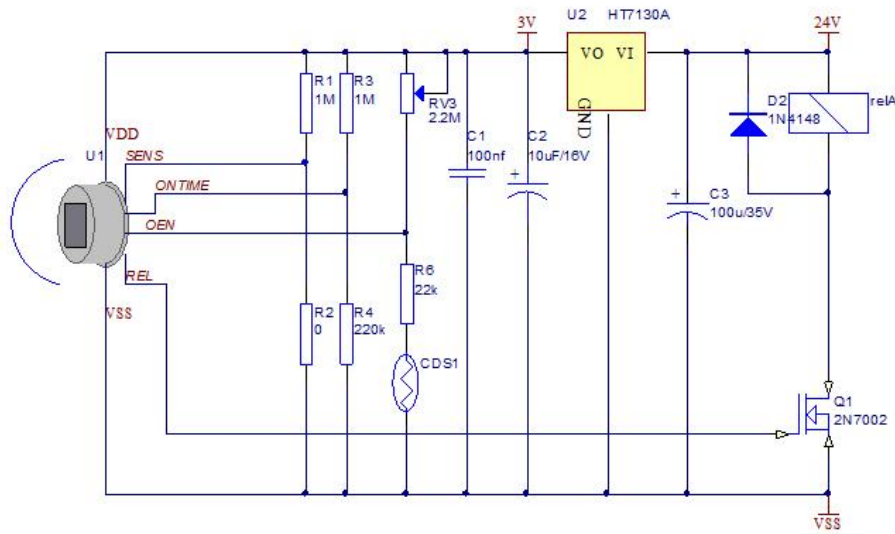 U2 HT7130A
3V
24V
VO VI
GND
R1
1M
R3
1M
RV3
2.2M
C1
100nf
C2
10uF/16V
D2
1N4148
relA
VDD
U1
SENS
ONTIME
OEN
REL
VSS
C3
100u/35V
R6
22k
R2
0
R4
220k
CDS1
Q1
2N7002
VSS